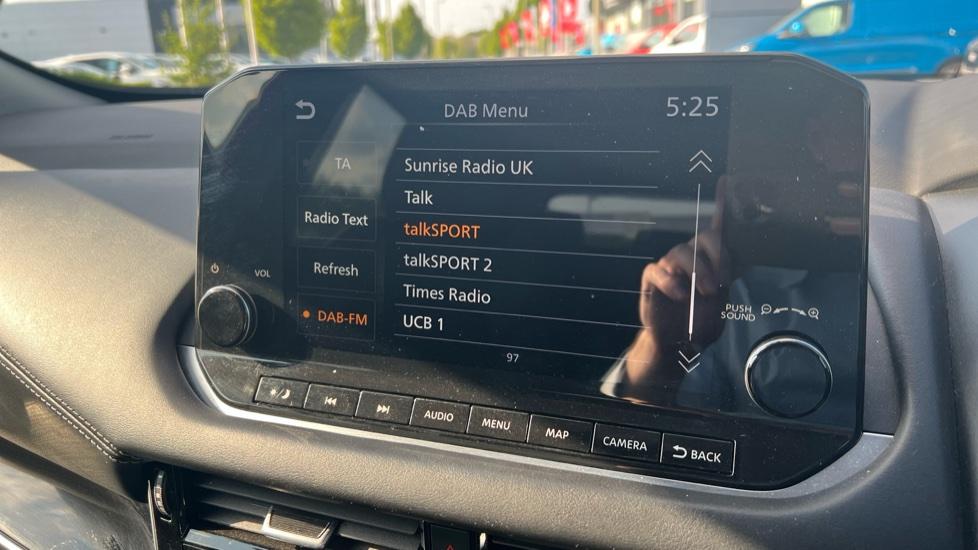 DAB Menu
5:25
TA
Radio Text
Refresh
DAB-FM
Sunrise Radio UK
Talk
talkSPORT
talkSPORT 2
Times Radio
UCB 1
97
VOL
PUSH
SOUND
AUDIO
MENU
MAP
CAMERA
BACK